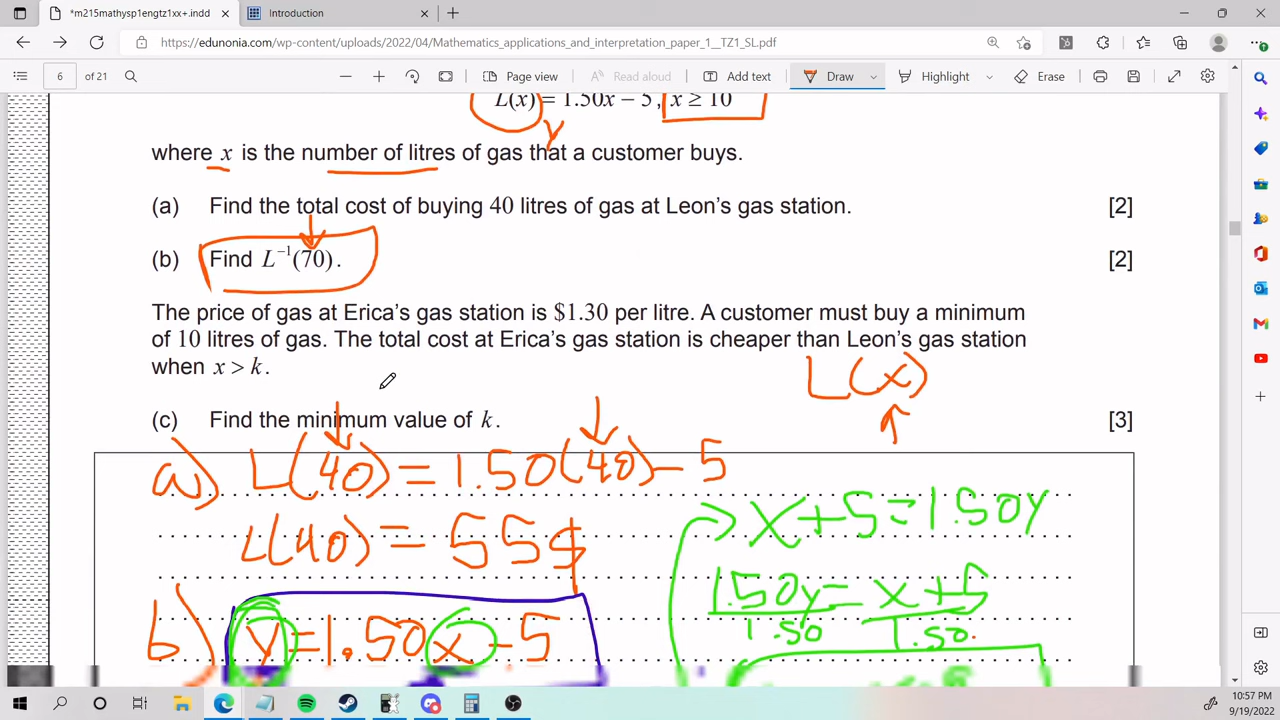 *m215mathysp1engtz1xx+.indd
Introduction
https://edunonia.com/wp-content/uploads/2022/04/Mathematics_applications_and_interpretation_paper_1__TZ1_SL.pdf
6 of 21
Page view
Read aloud
Add text
Draw
Highlight
Erase
L(x) = 1.50x − 5, x ≥ 10
y
where x is the number of litres of gas that a customer buys.
(a) Find the total cost of buying 40 litres of gas at Leon's gas station. [2]
(b) Find L⁻¹(70). [2]
The price of gas at Erica's gas station is $1.30 per litre. A customer must buy a minimum
of 10 litres of gas. The total cost at Erica's gas station is cheaper than Leon's gas station
when x > k.
L(x)
(c) Find the minimum value of k. [3]
a) L(40) = 1.50(40) − 5
L(40) = 55$
b) y = 1.50x − 5
x + 5 = 1.50y
1.50y = x + 5
1.50 1.50
10:57 PM
9/19/2022